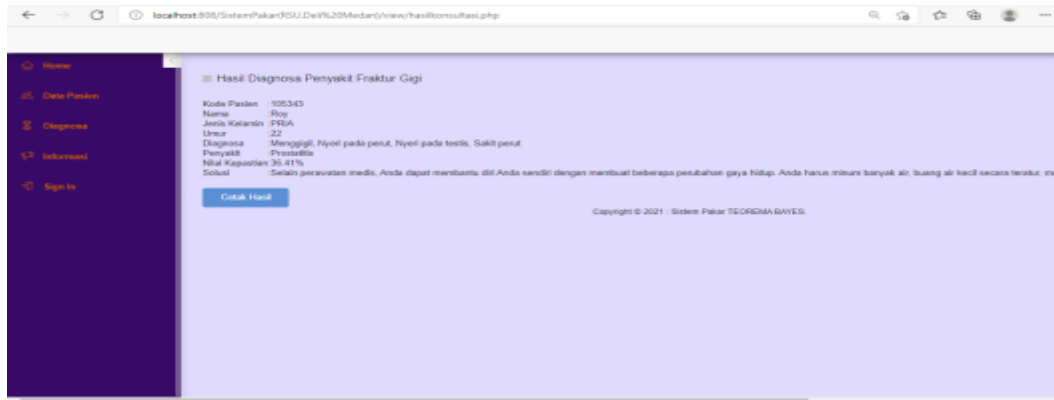 localhost:808/SistemPakar(RSU.Deli%20Medan)/view/hasilkonsultasi.php
Home
Data Pasien
Diagnosa
Informasi
Sign In
Hasil Diagnosa Penyakit Fraktur Gigi
Kode Pasien :105343
Nama :Roy
Jenis Kelamin :PRIA
Umur :22
Diagnosa :Menggigil, Nyeri pada perut, Nyeri pada testis, Sakit perut
Penyakit :Prostatitis
Nilai Kepastian:36.41%
Solusi :Selain perawatan medis, Anda dapat membantu diri Anda sendiri dengan membuat beberapa perubahan gaya hidup. Anda harus minum banyak air, buang air kecil secara teratur,
Cetak Hasil
Copyright © 2021 : Sistem Pakar TEOREMA BAYES.